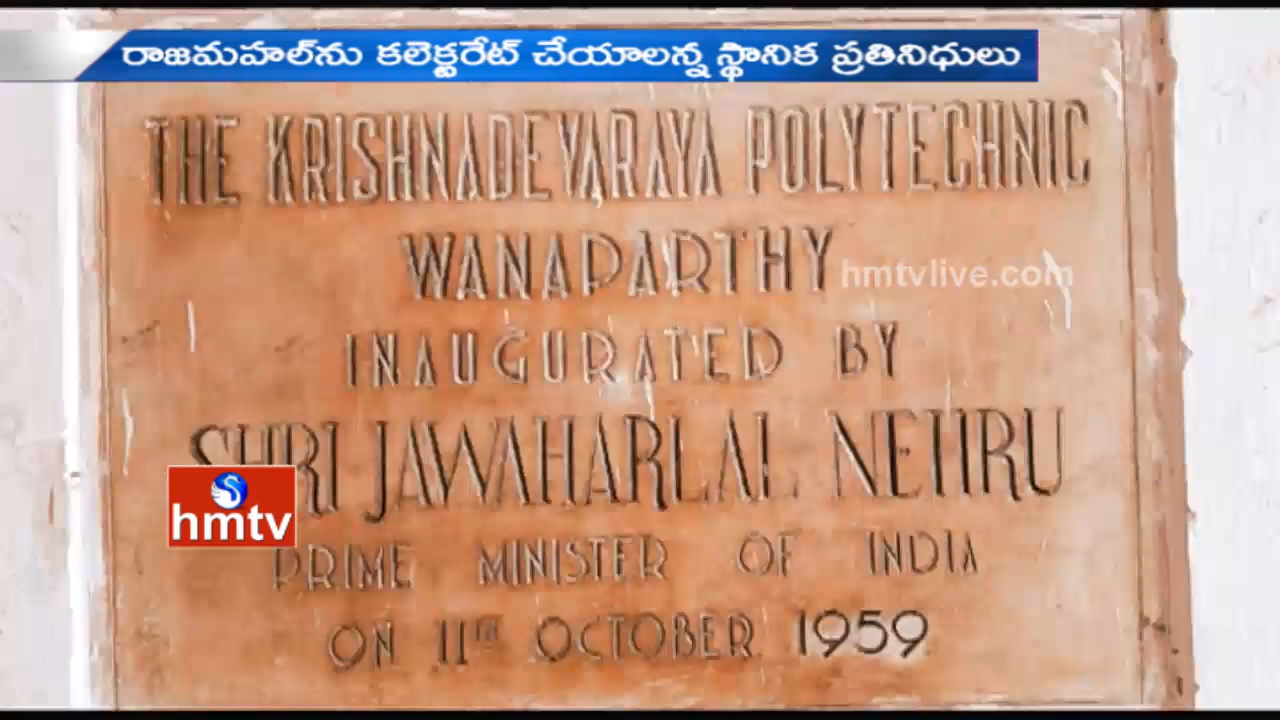 రాజమహల్‌ను కలెక్టరేట్ చేయాలన్న స్థానిక ప్రతినిధులు
THE KRISHNADEVARAYA POLYTECHNIC
WANAPARTHY
hmtvlive.com
INAUGURATED BY
SHRI JAWAHARLAL NEHRU
hmtv
PRIME MINISTER OF INDIA
ON 11TH OCTOBER 1959